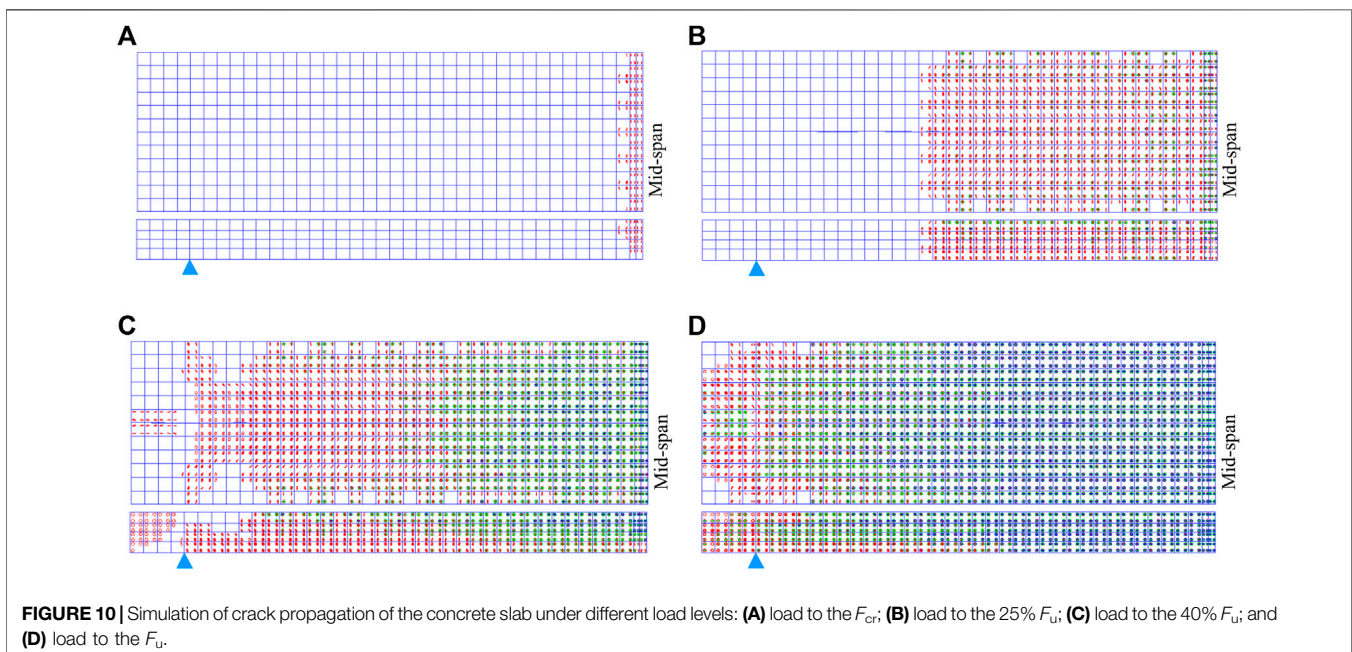 A
B
Mid-span
Mid-span
C
D
Mid-span
Mid-span
FIGURE 10 | Simulation of crack propagation of the concrete slab under different load levels: (A) load to the Fcr; (B) load to the 25% Fu; (C) load to the 40% Fu; and
(D) load to the Fu.